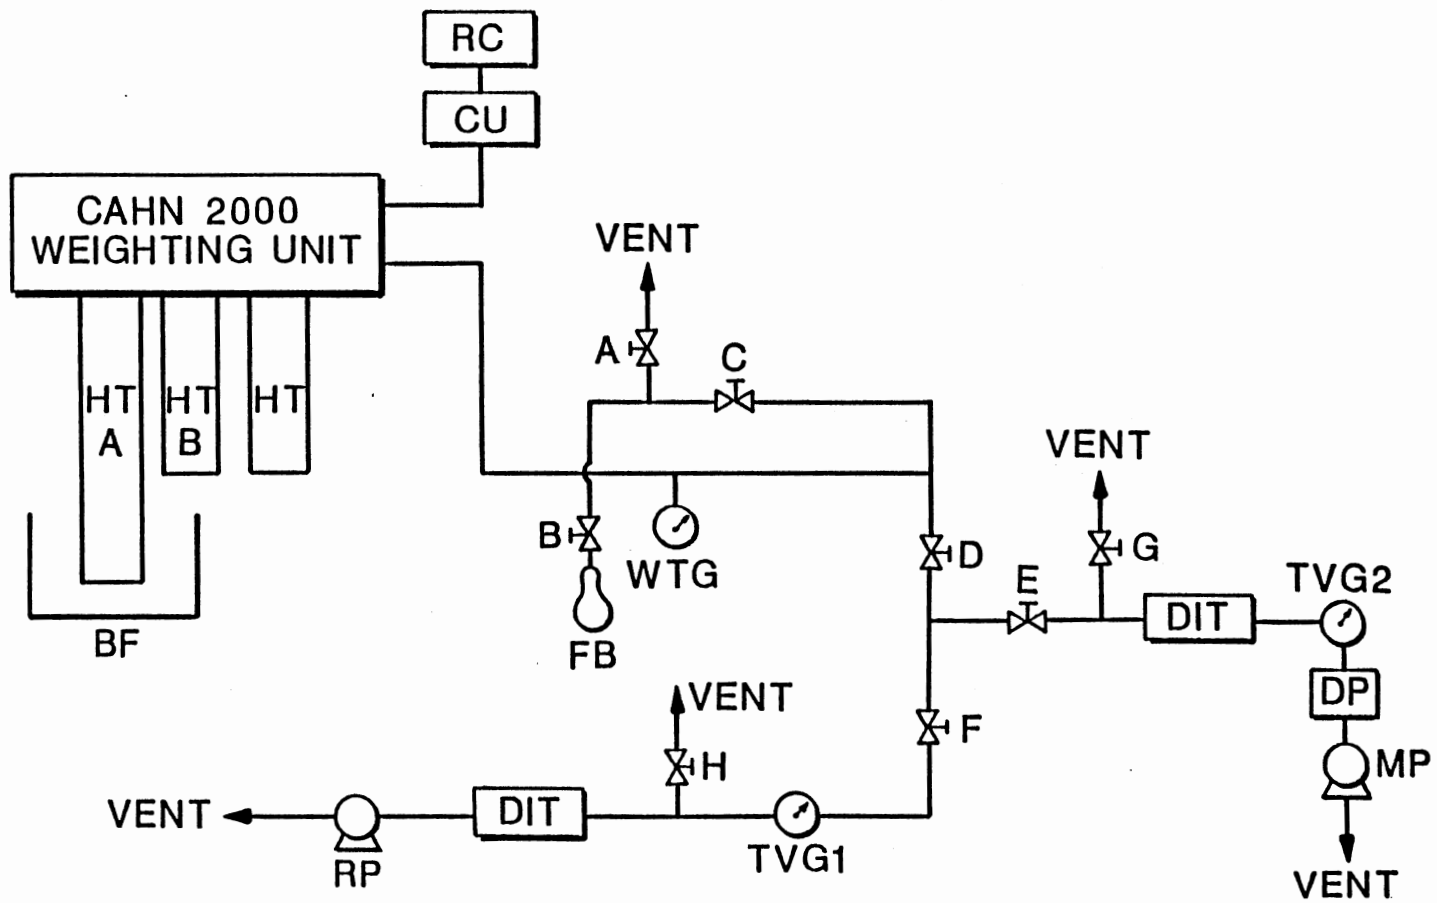 RC
CU
CAHN 2000
WEIGHTING UNIT
VENT
A
C
HT
A
HT
B
HT
VENT
B
WTG
D
G
E
TVG2
DIT
BF
FB
DP
VENT
F
H
MP
VENT
DIT
RP
TVG1
VENT